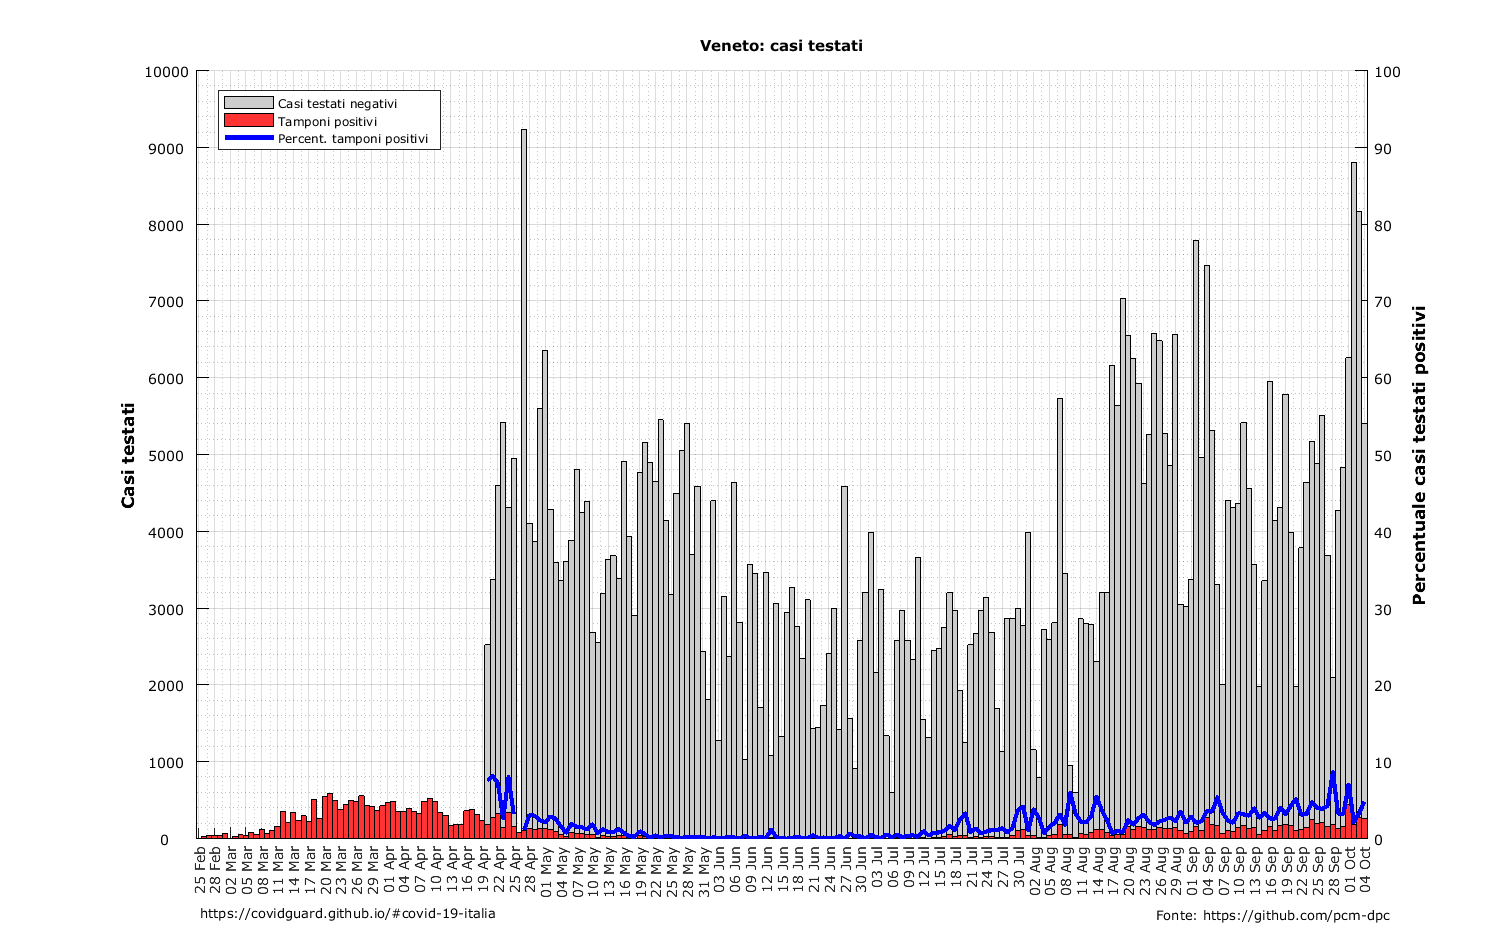 Veneto: casi testati
10000
9000
8000
7000
6000
5000
4000
3000
2000
1000
0
Casi testati
Casi testati negativi
Tamponi positivi
Percent. tamponi positivi
100
90
80
70
60
50
40
30
20
10
0
Percentuale casi testati positivi
25 Feb
28 Feb
02 Mar
05 Mar
08 Mar
11 Mar
14 Mar
17 Mar
20 Mar
23 Mar
26 Mar
29 Mar
01 Apr
04 Apr
07 Apr
10 Apr
13 Apr
16 Apr
19 Apr
22 Apr
25 Apr
28 Apr
01 May
04 May
07 May
10 May
13 May
16 May
19 May
22 May
25 May
28 May
31 May
03 Jun
06 Jun
09 Jun
12 Jun
15 Jun
18 Jun
21 Jun
24 Jun
27 Jun
30 Jun
03 Jul
06 Jul
09 Jul
12 Jul
15 Jul
18 Jul
21 Jul
24 Jul
27 Jul
30 Jul
02 Aug
05 Aug
08 Aug
11 Aug
14 Aug
17 Aug
20 Aug
23 Aug
26 Aug
29 Aug
01 Sep
04 Sep
07 Sep
10 Sep
13 Sep
16 Sep
19 Sep
22 Sep
25 Sep
28 Sep
01 Oct
04 Oct
https://covidguard.github.io/#covid-19-italia
Fonte: https://github.com/pcm-dpc